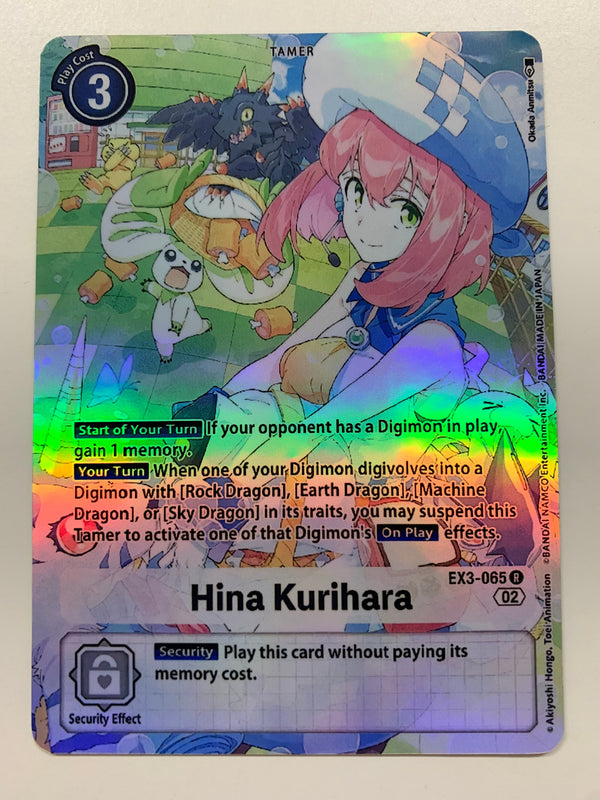 Play Cost
3
TAMER
Okada Anmitsu
Start of Your Turn If your opponent has a Digimon in play,
gain 1 memory.
Your Turn When one of your Digimon digivolves into a
Digimon with [Rock Dragon], [Earth Dragon], [Machine
Dragon], or [Sky Dragon] in its traits, you may suspend this
Tamer to activate one of that Digimon's On Play effects.
EX3-065 R
02
Hina Kurihara
Security Play this card without paying its
memory cost.
Security Effect
©Akiyoshi Hongo, Toei Animation ©BANDAI NAMCO Entertainment Inc. BANDAI MADE IN JAPAN